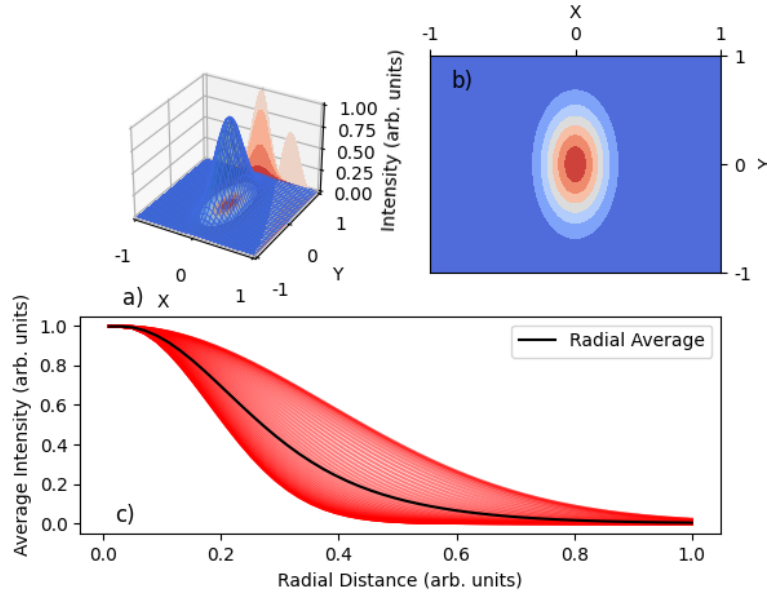 X
-1 0 1
b)
1
0
-1
Y
1.00
0.75
0.50
0.25
0.00
Intensity (arb. units)
-1 0 1
X
-1 0 1
Y
a)
1.0
0.8
0.6
0.4
0.2
0.0
Average Intensity (arb. units)
Radial Average
c)
0.0 0.2 0.4 0.6 0.8 1.0
Radial Distance (arb. units)